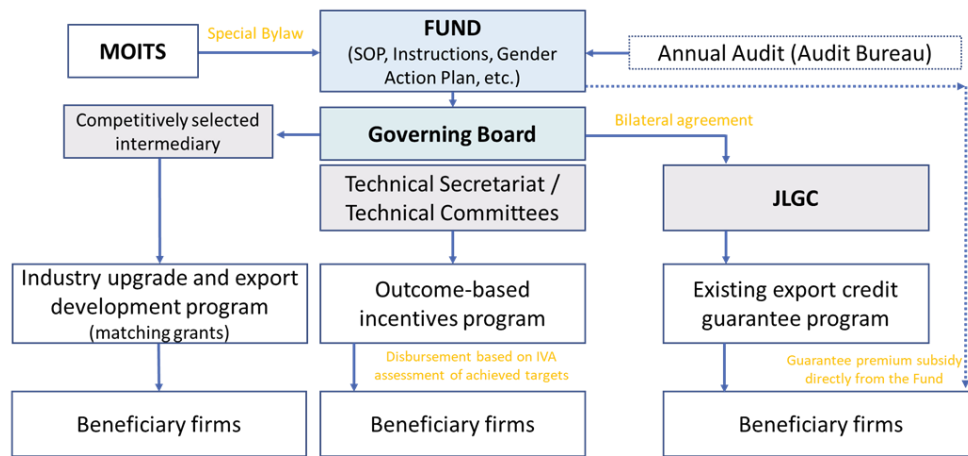 MOITS
Special Bylaw
FUND
(SOP, Instructions, Gender
Action Plan, etc.)
Annual Audit (Audit Bureau)
Competitively selected
intermediary
Governing Board
Bilateral agreement
Technical Secretariat /
Technical Committees
JLGC
Industry upgrade and export
development program
(matching grants)
Outcome-based
incentives program
Existing export credit
guarantee program
Disbursement based on IVA
assessment of achieved targets
Guarantee premium subsidy
directly from the Fund
Beneficiary firms
Beneficiary firms
Beneficiary firms